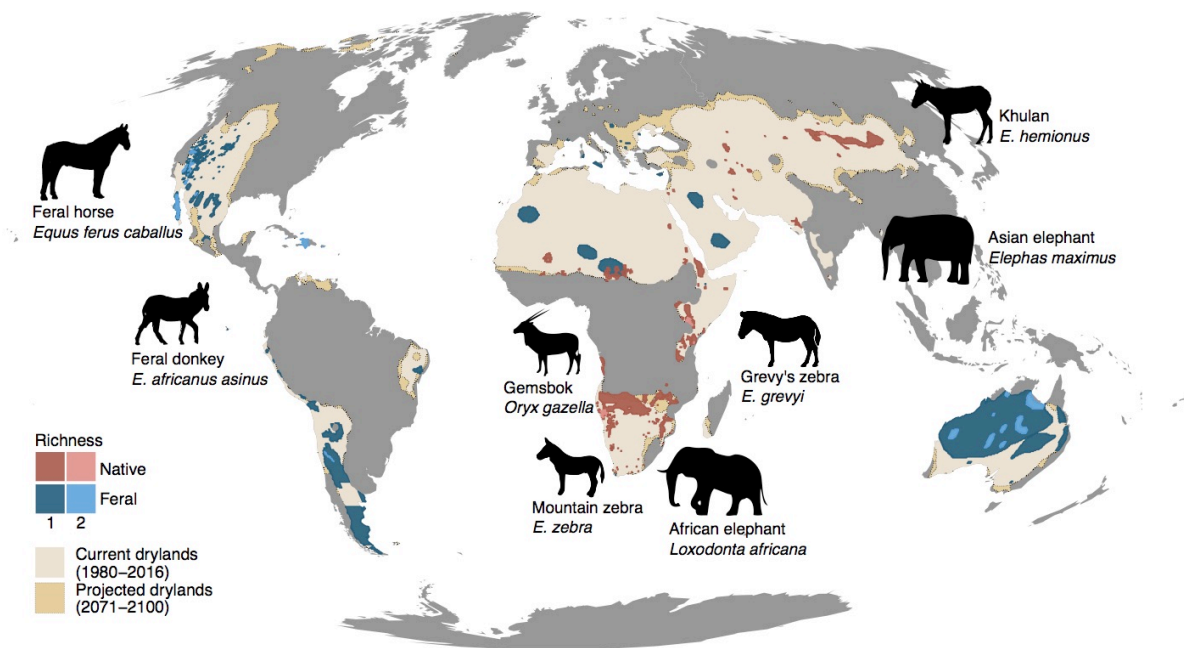 Khulan
E. hemionus
Feral horse
Equus ferus caballus
Asian elephant
Elephas maximus
Feral donkey
E. africanus asinus
Gemsbok
Oryx gazella
Grevy's zebra
E. grevyi
Mountain zebra
E. zebra
African elephant
Loxodonta africana
Richness
Native
Feral
1 2
Current drylands
(1980–2016)
Projected drylands
(2071–2100)